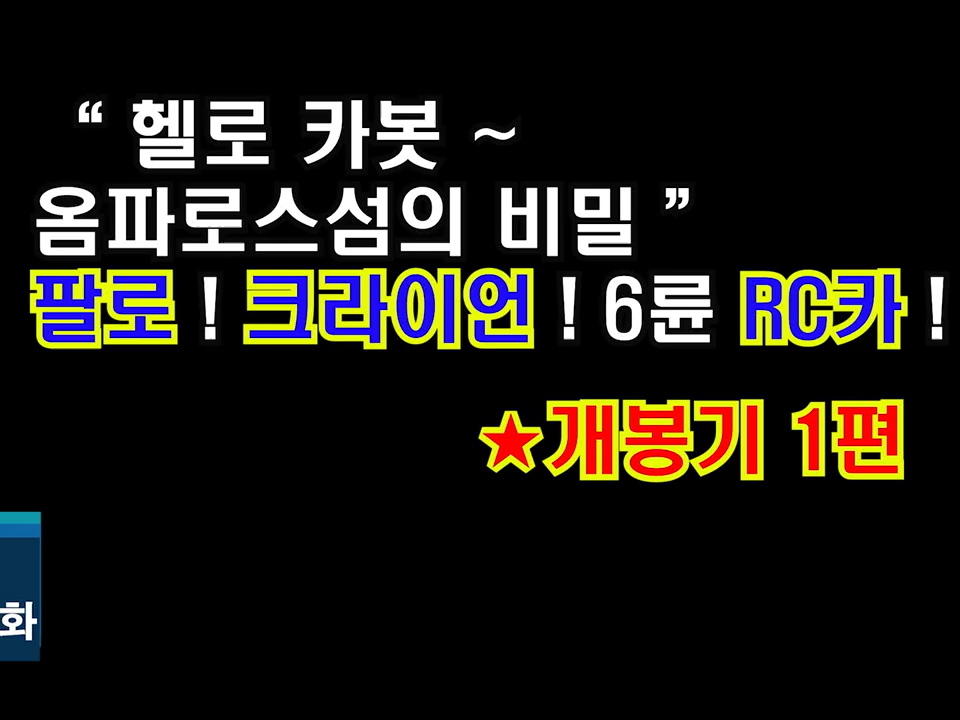 “ 헬로 카봇 ~
옴파로스섬의 비밀 ”
팔로 ! 크라이언 ! 6륜 RC카 !
★개봉기 1편
화